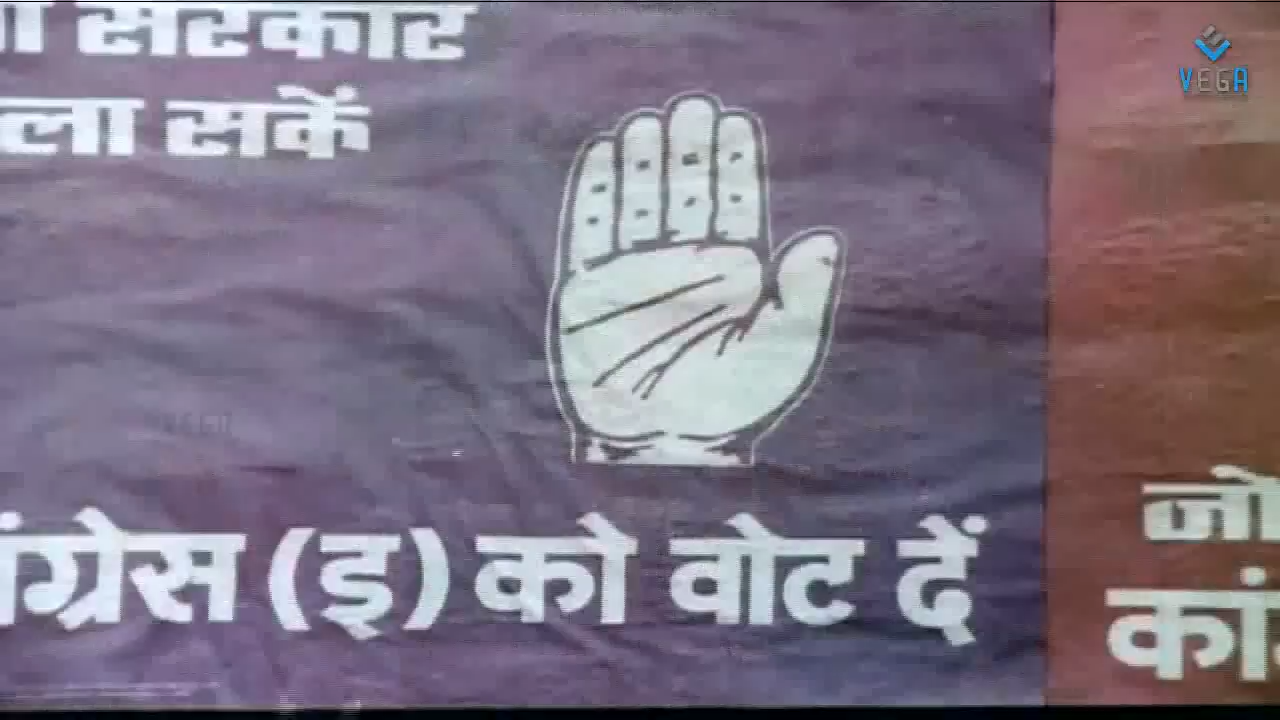 सरकार
ला सकें
ंग्रेस (इ) को वोट दें
जो
कां
VEGA